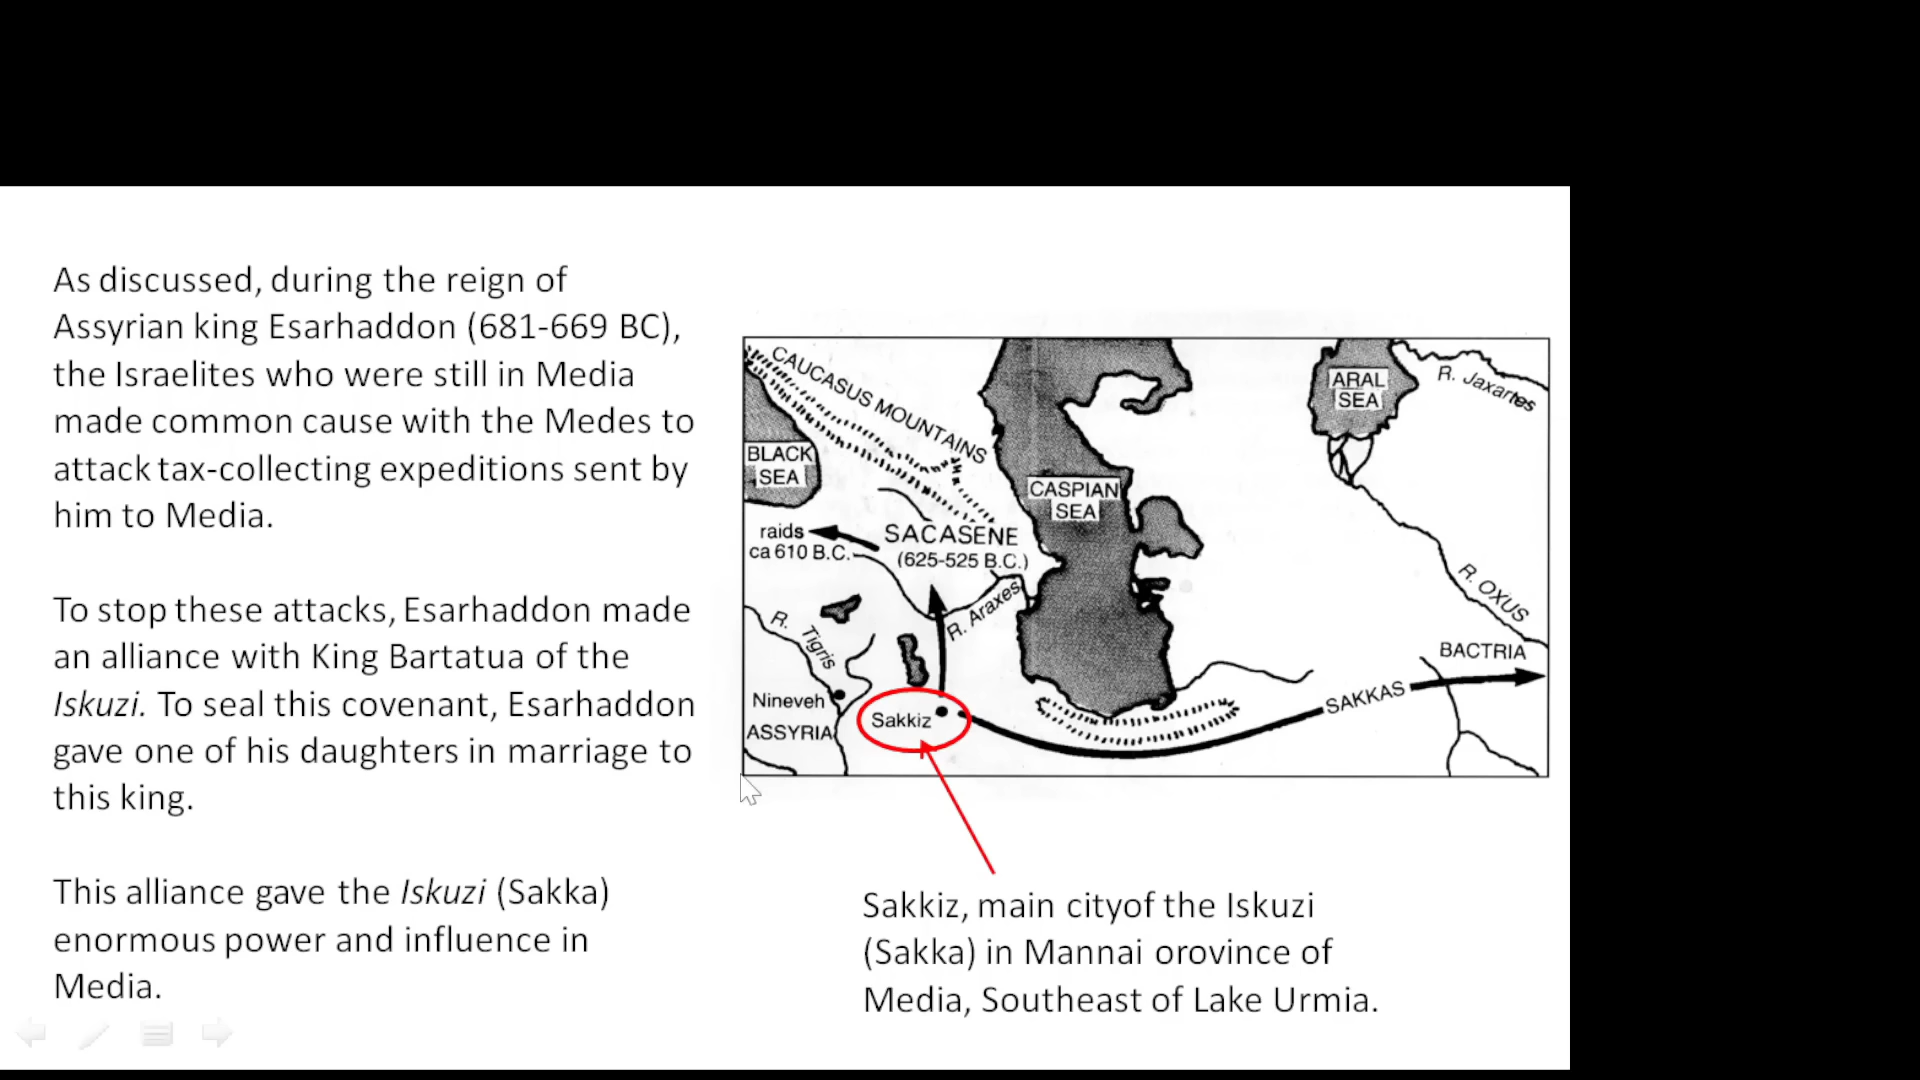 As discussed, during the reign of
Assyrian king Esarhaddon (681-669 BC),
the Israelites who were still in Media
made common cause with the Medes to
attack tax-collecting expeditions sent by
him to Media.
To stop these attacks, Esarhaddon made
an alliance with King Bartatua of the
Iskuzi. To seal this covenant, Esarhaddon
gave one of his daughters in marriage to
this king.
This alliance gave the Iskuzi (Sakka)
enormous power and influence in
Media.
CAUCASUS MOUNTAINS
BLACK
SEA
CASPIAN
SEA
ARAL
SEA
R. Jaxartes
raids
ca 610 B.C.
SACASENE
(625-525 B.C.)
R. Araxes
R. OXUS
R. Tigris
BACTRIA
Nineveh
ASSYRIA
Sakkiz
SAKKAS
Sakkiz, main cityof the Iskuzi
(Sakka) in Mannai orovince of
Media, Southeast of Lake Urmia.